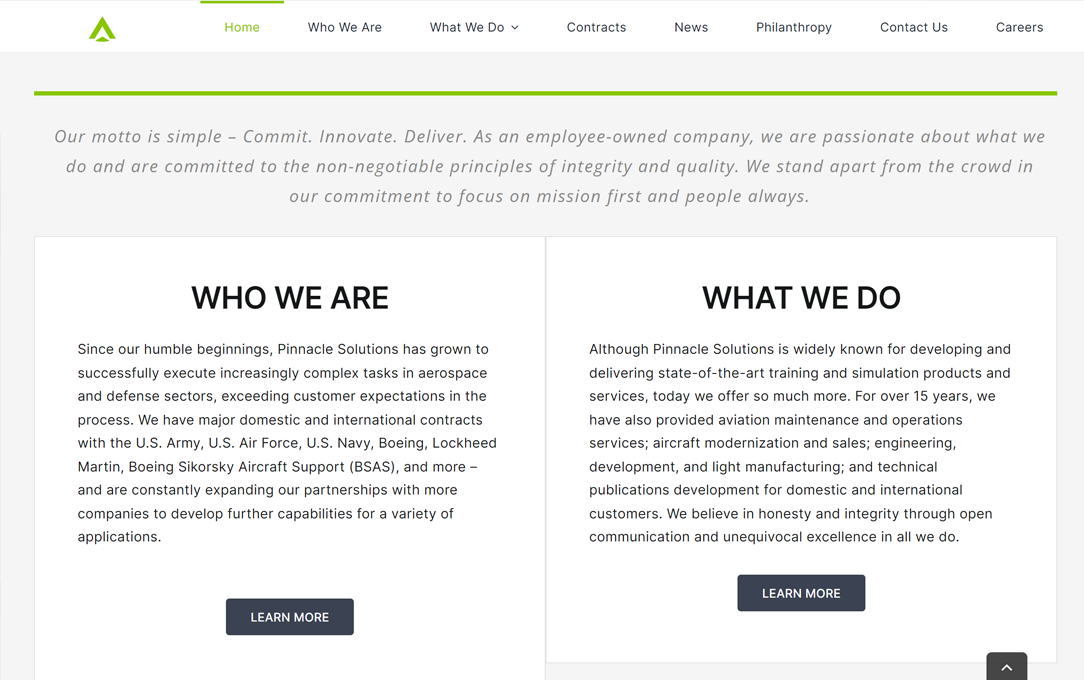 Home
Who We Are
What We Do
Contracts
News
Philanthropy
Contact Us
Careers
Our motto is simple – Commit. Innovate. Deliver. As an employee-owned company, we are passionate about what we
do and are committed to the non-negotiable principles of integrity and quality. We stand apart from the crowd in
our commitment to focus on mission first and people always.
WHO WE ARE
Since our humble beginnings, Pinnacle Solutions has grown to
successfully execute increasingly complex tasks in aerospace
and defense sectors, exceeding customer expectations in the
process. We have major domestic and international contracts
with the U.S. Army, U.S. Air Force, U.S. Navy, Boeing, Lockheed
Martin, Boeing Sikorsky Aircraft Support (BSAS), and more –
and are constantly expanding our partnerships with more
companies to develop further capabilities for a variety of
applications.
LEARN MORE
WHAT WE DO
Although Pinnacle Solutions is widely known for developing and
delivering state-of-the-art training and simulation products and
services, today we offer so much more. For over 15 years, we
have also provided aviation maintenance and operations
services; aircraft modernization and sales; engineering,
development, and light manufacturing; and technical
publications development for domestic and international
customers. We believe in honesty and integrity through open
communication and unequivocal excellence in all we do.
LEARN MORE